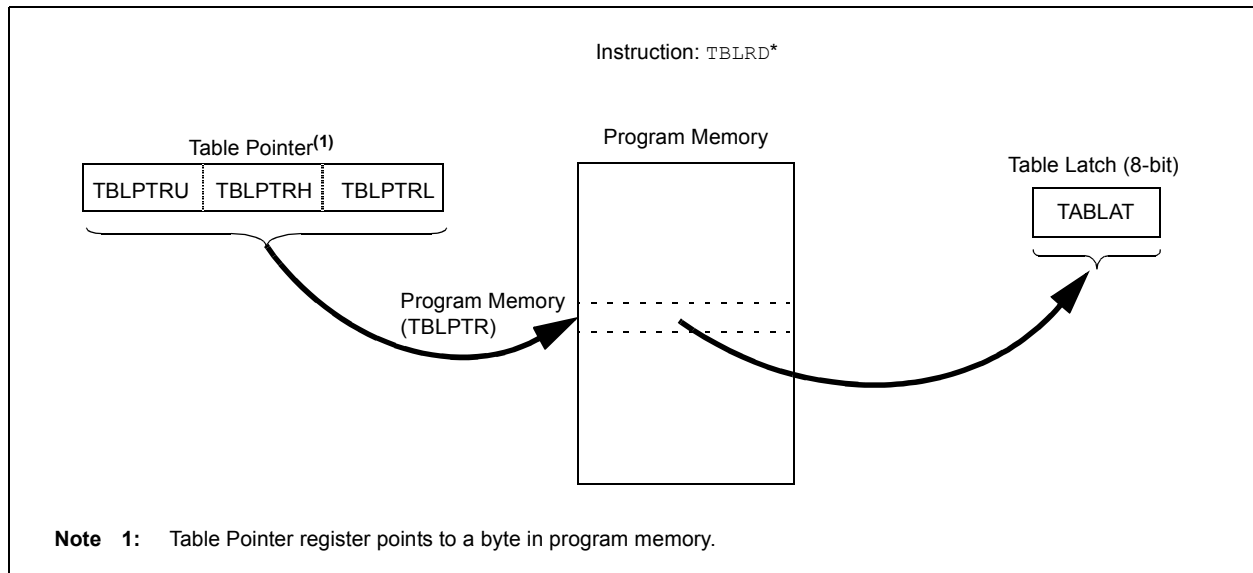 Instruction: TBLRD*
Table Pointer(1)
TBLPTRU TBLPTRH TBLPTRL
Program Memory
Table Latch (8-bit)
TABLAT
Program Memory
(TBLPTR)
Note 1: Table Pointer register points to a byte in program memory.